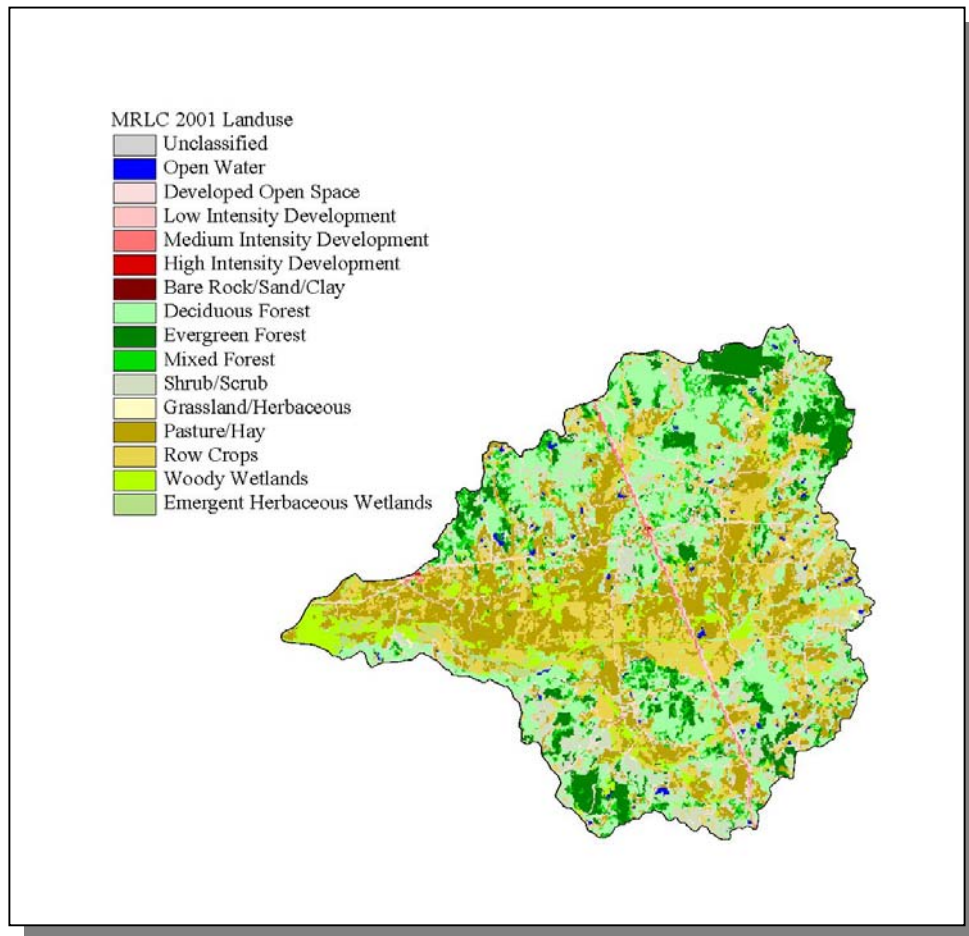 MRLC 2001 Landuse
Unclassified
Open Water
Developed Open Space
Low Intensity Development
Medium Intensity Development
High Intensity Development
Bare Rock/Sand/Clay
Deciduous Forest
Evergreen Forest
Mixed Forest
Shrub/Scrub
Grassland/Herbaceous
Pasture/Hay
Row Crops
Woody Wetlands
Emergent Herbaceous Wetlands